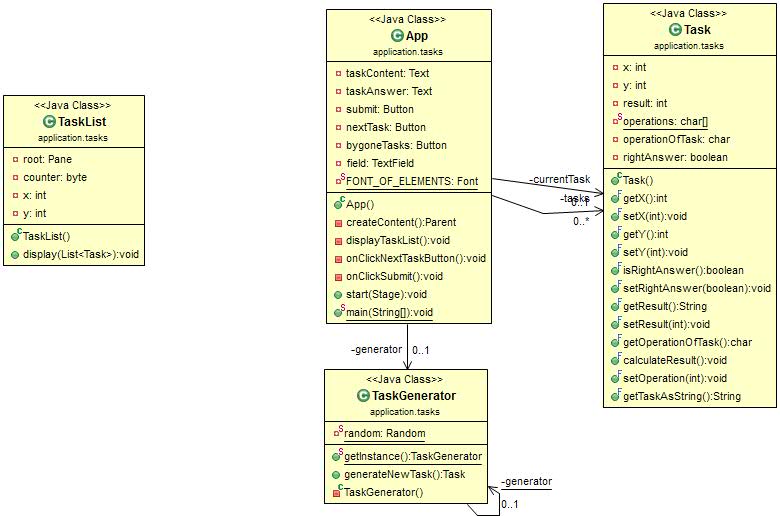 <<Java Class>>
TaskList
application.tasks
root: Pane
counter: byte
x: int
y: int
TaskList()
display(List<Task>):void
<<Java Class>>
App
application.tasks
taskContent: Text
taskAnswer: Text
submit: Button
nextTask: Button
bygoneTasks: Button
field: TextField
FONT_OF_ELEMENTS: Font
App()
createContent():Parent
displayTaskList():void
onClickNextTaskButton():void
onClickSubmit():void
start(Stage):void
main(String[]):void
-currentTask
0..1
-tasks
0..*
<<Java Class>>
Task
application.tasks
x: int
y: int
result: int
operations: char[]
operationOfTask: char
rightAnswer: boolean
Task()
getX():int
setX(int):void
getY():int
setY(int):void
isRightAnswer():boolean
setRightAnswer(boolean):void
getResult():String
setResult(int):void
getOperationOfTask():char
calculateResult():void
setOperation(int):void
getTaskAsString():String
-generator
0..1
<<Java Class>>
TaskGenerator
application.tasks
random: Random
getInstance():TaskGenerator
generateNewTask():Task
TaskGenerator()
-generator
0..1